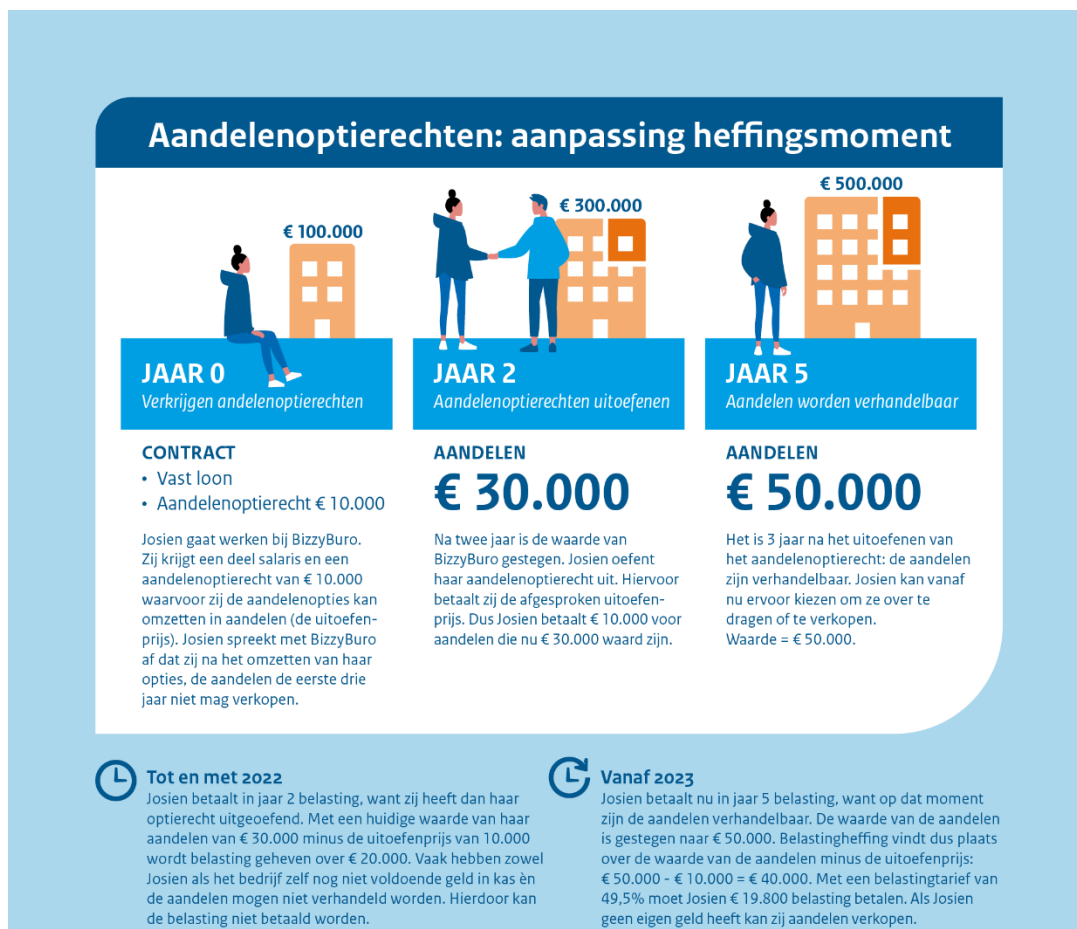 Aandelenoptierechten: aanpassing heffingsmoment
€ 100.000
€ 300.000
€ 500.000
JAAR 0
Verkrijgen andelenoptierechten
JAAR 2
Aandelenoptierechten uitoefenen
JAAR 5
Aandelen worden verhandelbaar
CONTRACT
• Vast loon
• Aandelenoptierecht € 10.000
Josien gaat werken bij BizzyBuro.
Zij krijgt een deel salaris en een
aandelenoptierecht van € 10.000
waarvoor zij de aandelenopties kan
omzetten in aandelen (de uitoefen-
prijs). Josien spreekt met BizzyBuro
af dat zij na het omzetten van haar
opties, de aandelen de eerste drie
jaar niet mag verkopen.
AANDELEN
€ 30.000
Na twee jaar is de waarde van
BizzyBuro gestegen. Josien oefent
haar aandelenoptierecht uit. Hiervoor
betaalt zij de afgesproken uitoefen-
prijs. Dus Josien betaalt € 10.000 voor
aandelen die nu € 30.000 waard zijn.
AANDELEN
€ 50.000
Het is 3 jaar na het uitoefenen van
het aandelenoptierecht: de aandelen
zijn verhandelbaar. Josien kan vanaf
nu ervoor kiezen om ze over te
dragen of te verkopen.
Waarde = € 50.000.
Tot en met 2022
Josien betaalt in jaar 2 belasting, want zij heeft dan haar
optierecht uitgeoefend. Met een huidige waarde van haar
aandelen van € 30.000 minus de uitoefenprijs van 10.000
wordt belasting geheven over € 20.000. Vaak hebben zowel
Josien als het bedrijf zelf nog niet voldoende geld in kas èn
de aandelen mogen niet verhandeld worden. Hierdoor kan
de belasting niet betaald worden.
Vanaf 2023
Josien betaalt nu in jaar 5 belasting, want op dat moment
zijn de aandelen verhandelbaar. De waarde van de aandelen
is gestegen naar € 50.000. Belastingheffing vindt dus plaats
over de waarde van de aandelen minus de uitoefenprijs:
€ 50.000 - € 10.000 = € 40.000. Met een belastingtarief van
49,5% moet Josien € 19.800 belasting betalen. Als Josien
geen eigen geld heeft kan zij aandelen verkopen.